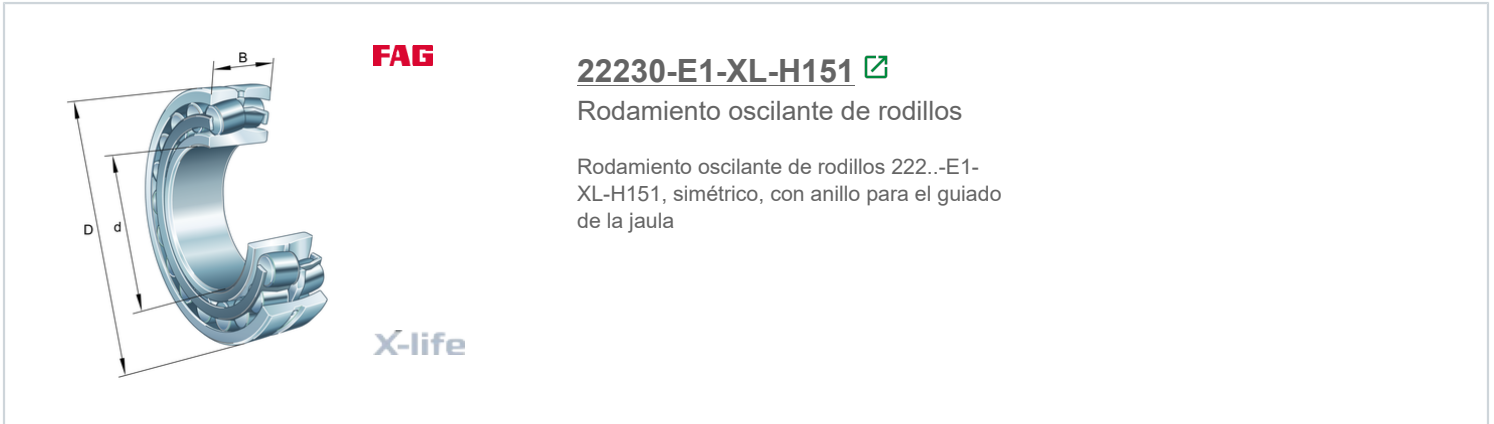 B
FAG
22230-E1-XL-H151
Rodamiento oscilante de rodillos
Rodamiento oscilante de rodillos 222..-E1-
XL-H151, simétrico, con anillo para el guiado
de la jaula
D
d
X-life